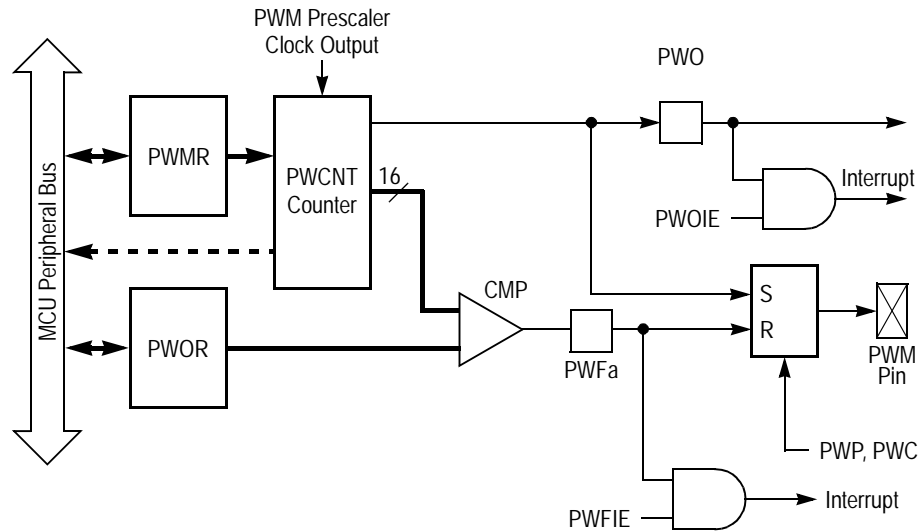 PWM Prescaler
Clock Output
PWO
MCU Peripheral Bus
PWMR
PWCNT
Counter
16
Interrupt
PWOIE
CMP
S
R
PWOR
PWFa
PWM
Pin
PWP, PWC
PWFIE
Interrupt